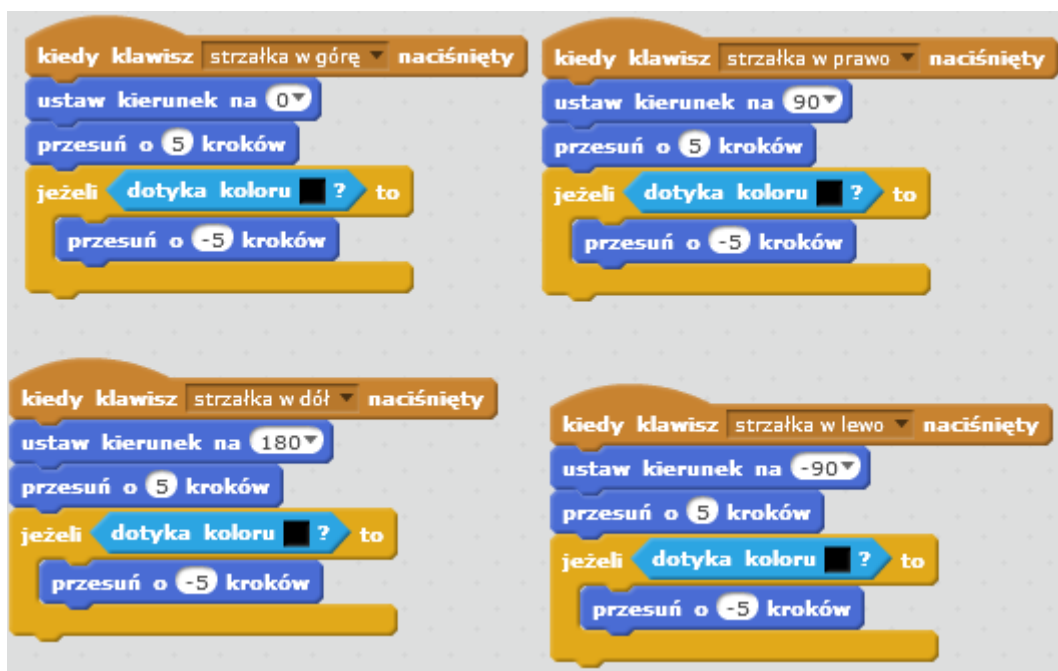 kiedy klawisz strzałka w górę naciśnięty
ustaw kierunek na 0
przesuń o 5 kroków
jeżeli dotyka koloru ? to
przesuń o -5 kroków
kiedy klawisz strzałka w prawo naciśnięty
ustaw kierunek na 90
przesuń o 5 kroków
jeżeli dotyka koloru ? to
przesuń o -5 kroków
kiedy klawisz strzałka w dół naciśnięty
ustaw kierunek na 180
przesuń o 5 kroków
jeżeli dotyka koloru ? to
przesuń o -5 kroków
kiedy klawisz strzałka w lewo naciśnięty
ustaw kierunek na -90
przesuń o 5 kroków
jeżeli dotyka koloru ? to
przesuń o -5 kroków